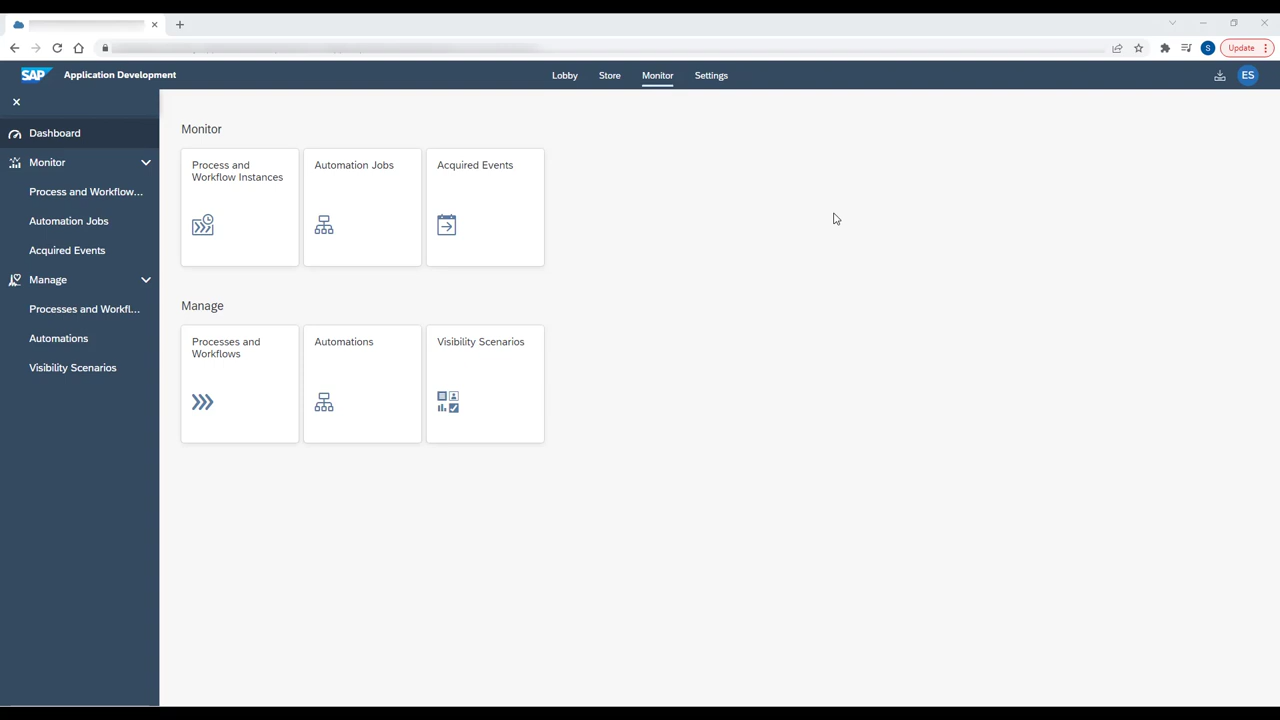 S
Update
SAP
Application Development
Lobby
Store
Monitor
Settings
ES
Dashboard
Monitor
Process and Workflow...
Automation Jobs
Acquired Events
Manage
Processes and Workfl...
Automations
Visibility Scenarios
Monitor
Process and
Workflow Instances
Automation Jobs
Acquired Events
Manage
Processes and
Workflows
Automations
Visibility Scenarios